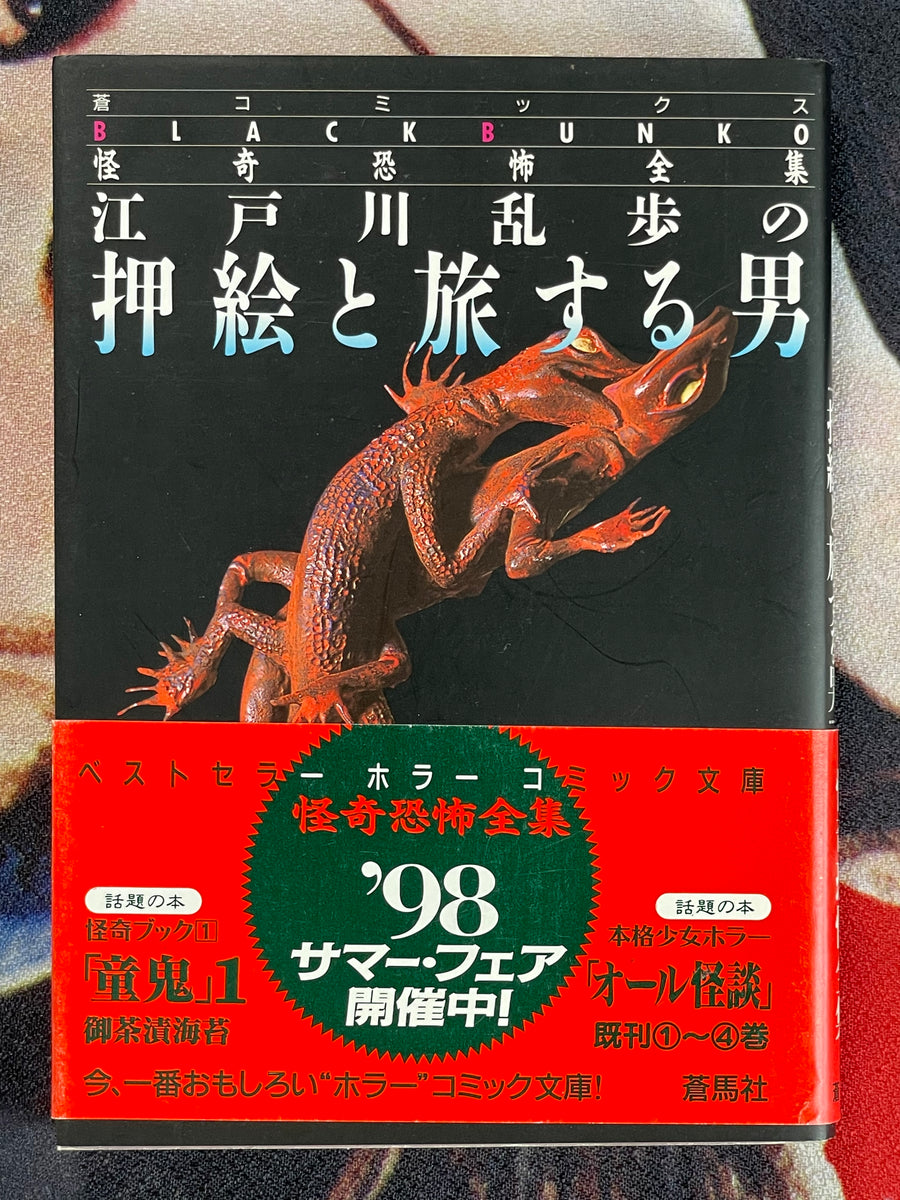 蒼コミックス
BLACK BUNKO
怪奇恐怖全集
江戸川乱歩の
押絵と旅する男
ベストセラー ホラー コミック文庫
怪奇恐怖全集
'98
サマー・フェア
開催中!
話題の本
怪奇ブック1
「童鬼」1
御茶漬海苔
話題の本
本格少女ホラー
「オール怪談」
既刊①〜④巻
今、一番おもしろい“ホラー”コミック文庫!
蒼馬社